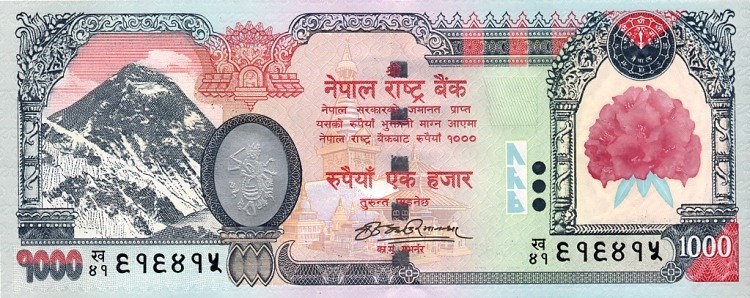 नेपाल राष्ट्र बैंक
नेपाल सरकारको जमानत प्राप्त
यसको रुपैयाँ भुक्तानी माग्न आएमा
नेपाल राष्ट्र बैंकबाट रुपैयाँ १०००
रुपैयाँ एक हजार
तुरुन्त पाइनेछ
का.मु. गभर्नर
१००० ख ४१ ६१६४१५
ख ४१ ६१६४१५ 1000